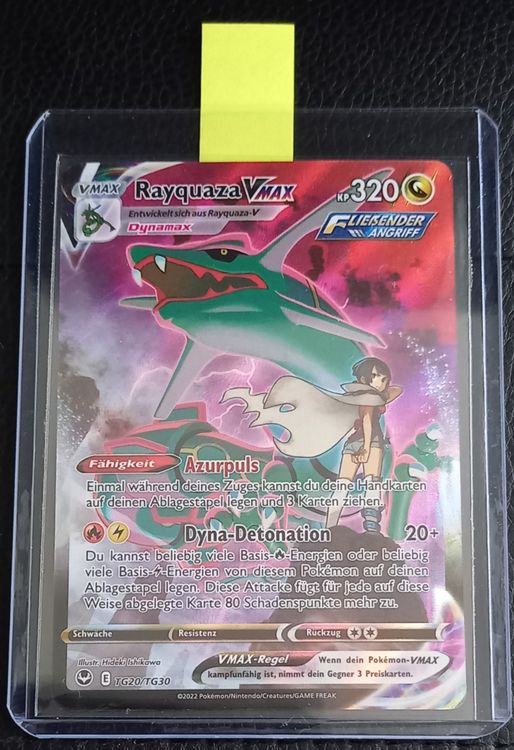 VMAX
Rayquaza VMAX
KP 320
Entwickelt sich aus Rayquaza-V
Dynamax
FLIEßENDER ANGRIFF
Fähigkeit Azurpuls
Einmal während deines Zuges kannst du deine Handkarten
auf deinen Ablagestapel legen und 3 Karten ziehen.
Dyna-Detonation 20+
Du kannst beliebig viele Basis-Energien oder beliebig
viele Basis-Energien von diesem Pokémon auf deinen
Ablagestapel legen. Diese Attacke fügt für jede auf diese
Weise abgelegte Karte 80 Schadenspunkte mehr zu.
Schwäche Resistenz Rückzug
Illustr. Hideki Ishikawa
E TG20/TG30
VMAX-Regel Wenn dein Pokémon-VMAX
kampfunfähig ist, nimmt dein Gegner 3 Preiskarten.
©2022 Pokémon/Nintendo/Creatures/GAME FREAK